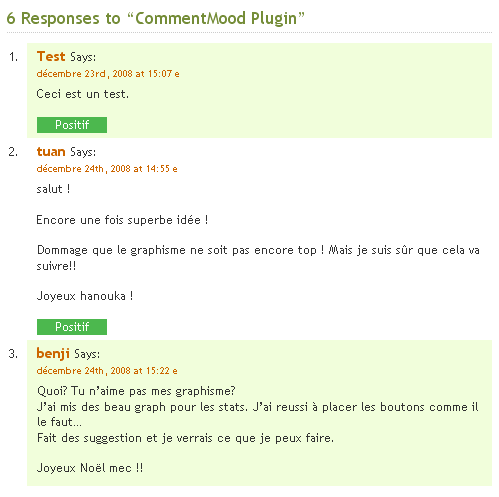 6 Responses to “CommentMood Plugin”
1. Test Says:
décembre 23rd, 2008 at 15:07 e
Ceci est un test.
Positif
2. tuan Says:
décembre 24th, 2008 at 14:55 e
salut !
Encore une fois superbe idée !
Dommage que le graphisme ne soit pas encore top ! Mais je suis sûr que cela va
suivre!!
Joyeux hanouka !
Positif
3. benji Says:
décembre 24th, 2008 at 15:22 e
Quoi? Tu n’aime pas mes graphisme?
J’ai mis des beau graph pour les stats. J’ai reussi à placer les boutons comme il
le faut…
Fait des suggestion et je verrais ce que je peux faire.
Joyeux Noël mec !!